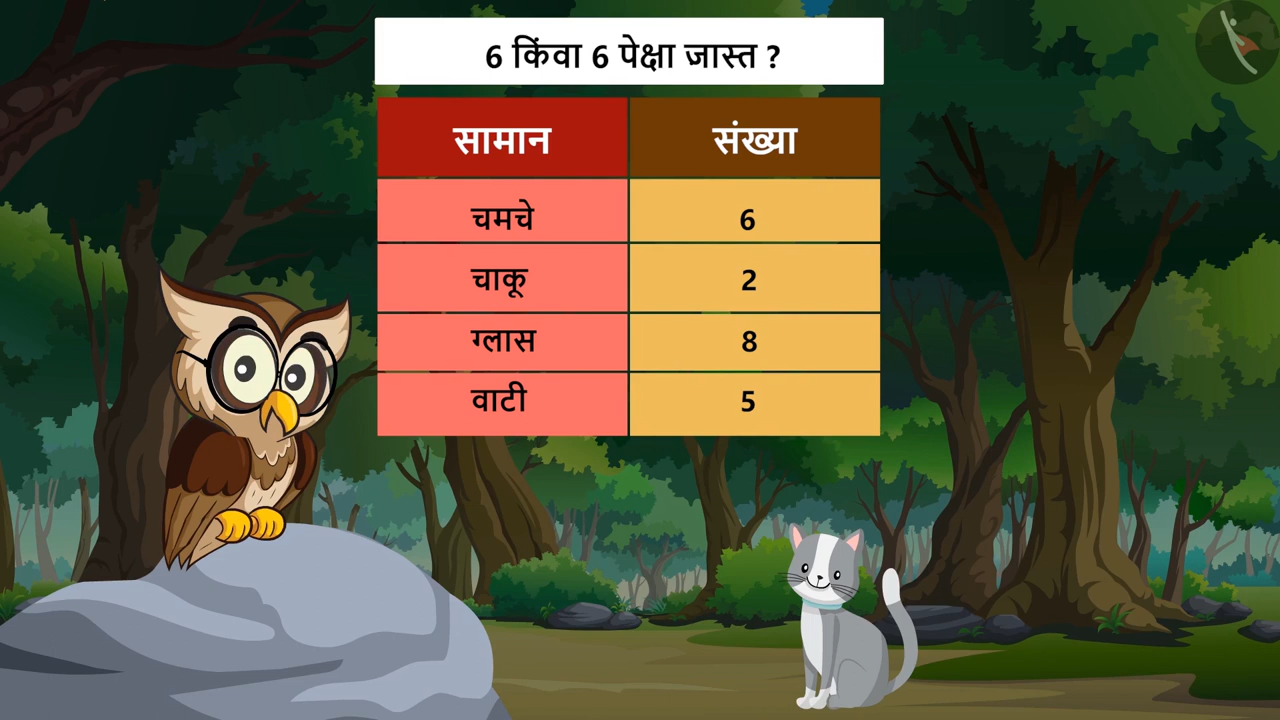 6 किंवा 6 पेक्षा जास्त ?
सामान संख्या
चमचे 6
चाकू 2
ग्लास 8
वाटी 5